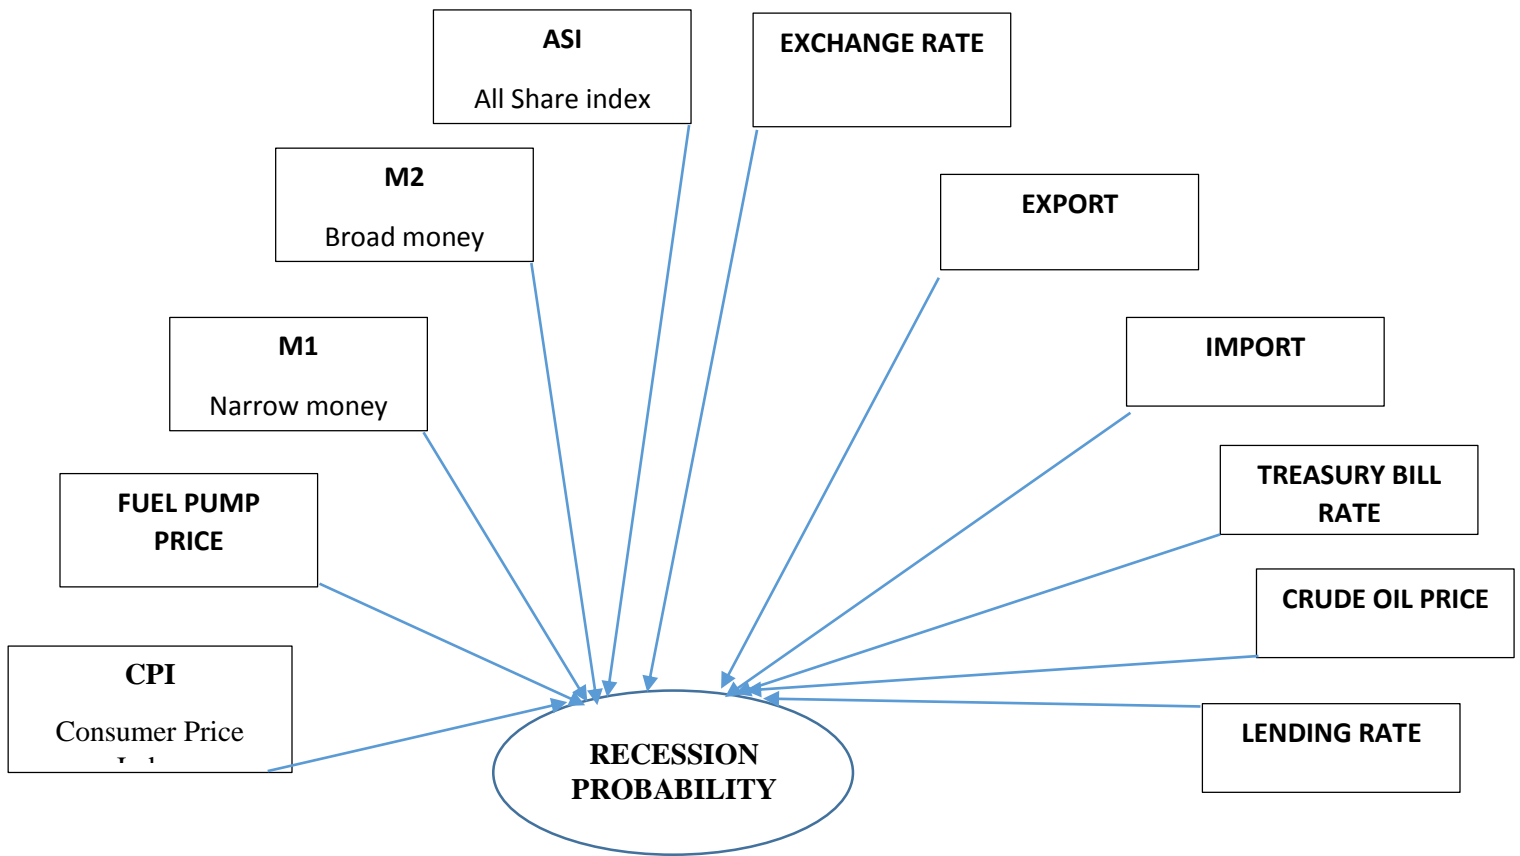 ASI
All Share index
EXCHANGE RATE
M2
Broad money
EXPORT
M1
Narrow money
IMPORT
TREASURY BILL
RATE
FUEL PUMP
PRICE
CRUDE OIL PRICE
CPI
Consumer Price
LENDING RATE
RECESSION
PROBABILITY